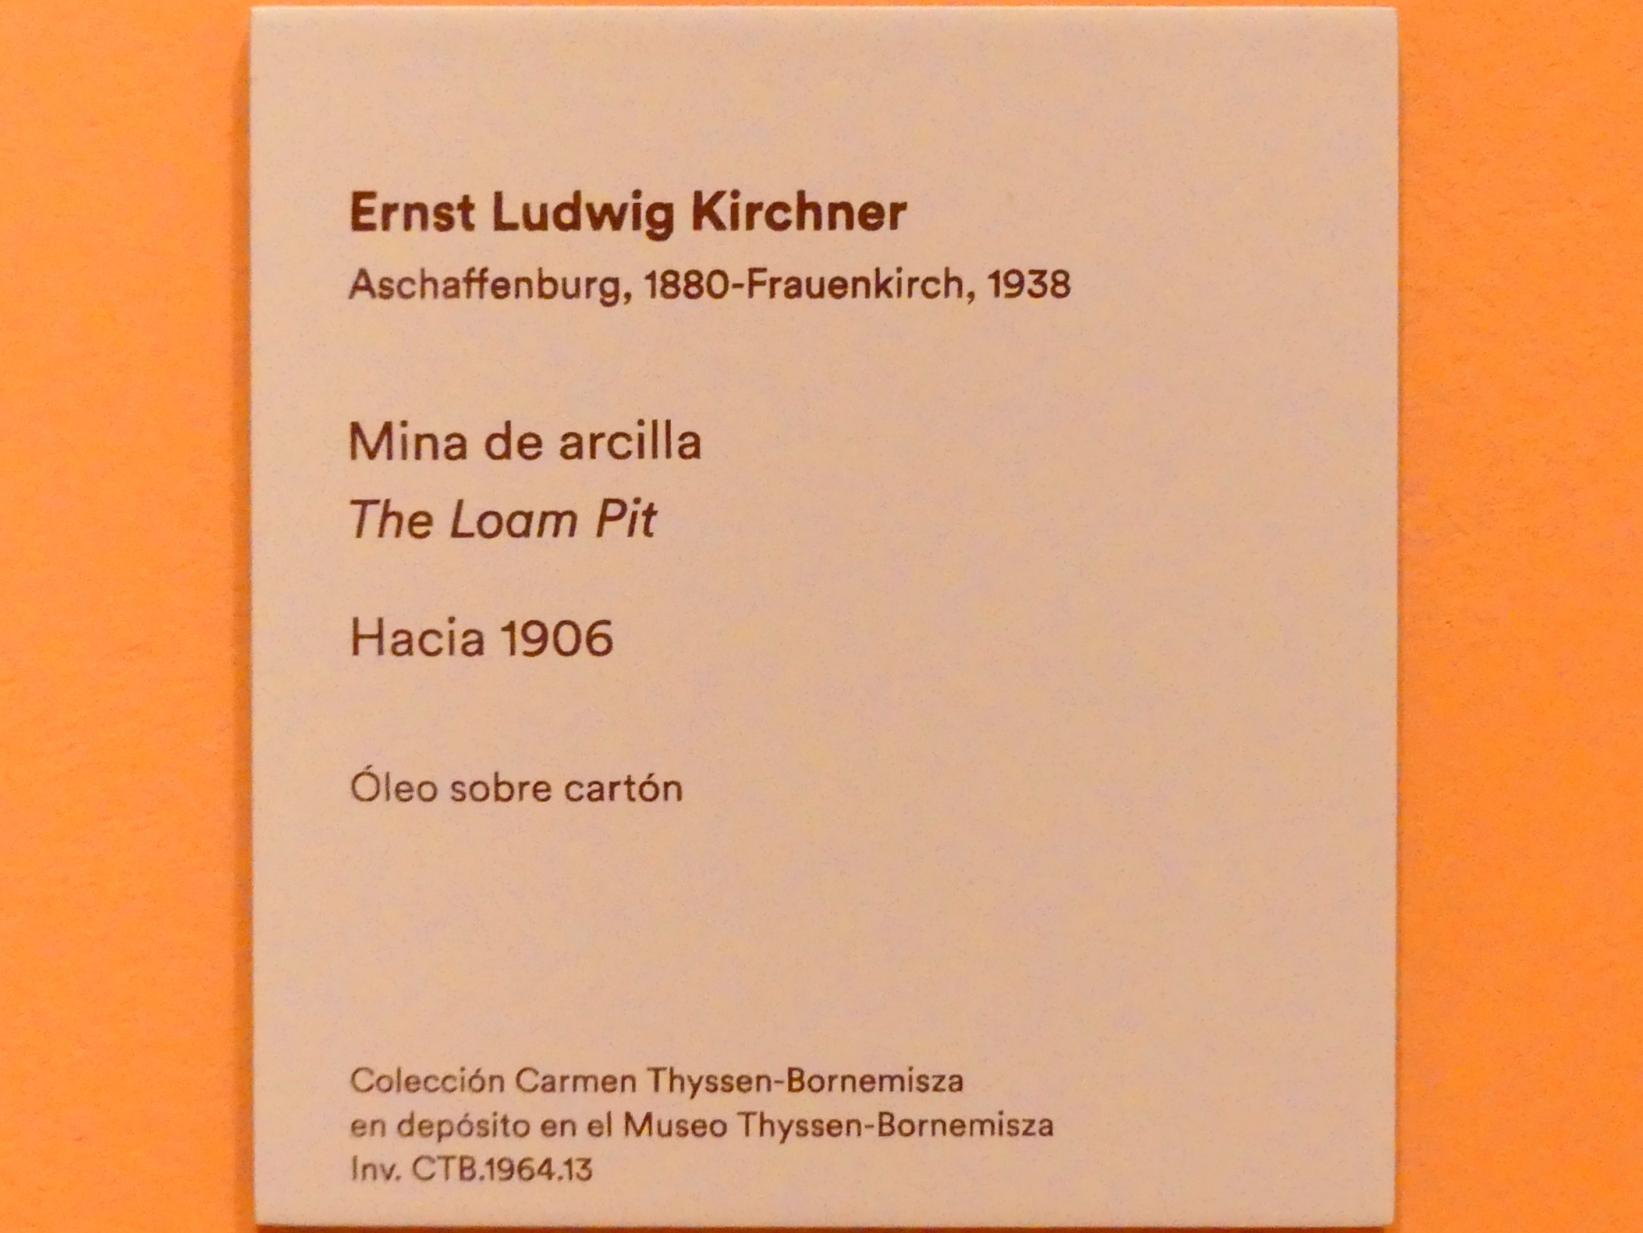 Ernst Ludwig Kirchner
Aschaffenburg, 1880-Frauenkirch, 1938
Mina de arcilla
The Loam Pit
Hacia 1906
Óleo sobre cartón
Colección Carmen Thyssen-Bornemisza
en depósito en el Museo Thyssen-Bornemisza
Inv. CTB.1964.13